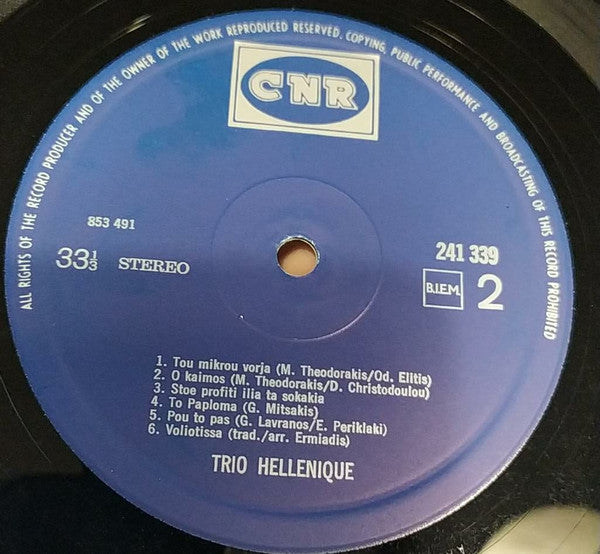 ALL RIGHTS OF THE RECORD PRODUCER AND OF THE OWNER OF THE WORK REPRODUCED RESERVED. COPYING, PUBLIC PERFORMANCE AND BROADCASTING OF THIS RECORD PROHIBITED
CNR
853 491
241 339
33⅓ STEREO
B.I.E.M. 2
1. Tou mikrou vorja (M. Theodorakis/Od. Elitis)
2. O kaimos (M. Theodorakis/D. Christodoulou)
3. Stoe profiti ilia ta sokakia
4. To Paploma (G. Mitsakis)
5. Pou to pas (G. Lavranos/E. Periklaki)
6. Voliotissa (trad./arr. Ermiadis)
TRIO HELLENIQUE